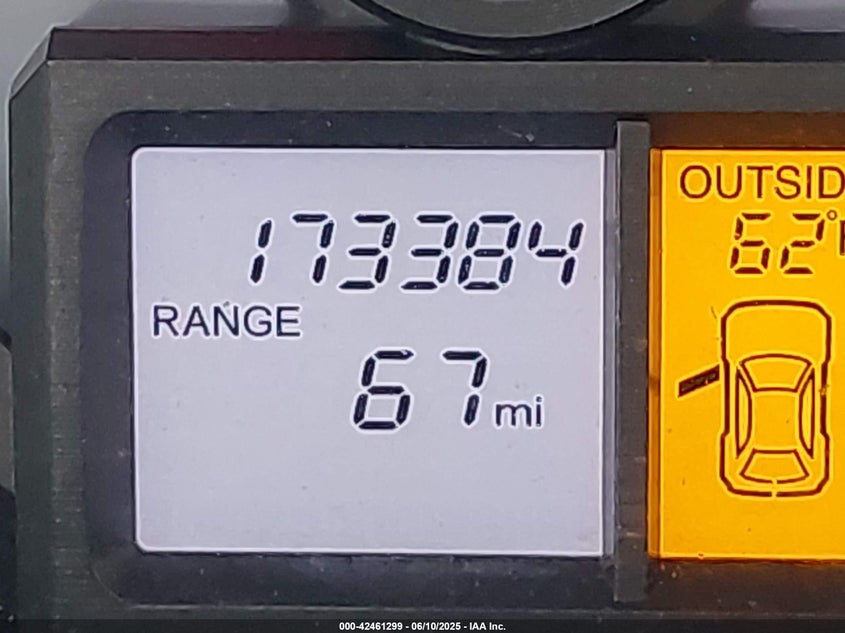 173384
RANGE
67 mi
OUTSID
62°F
000-42461299 - 06/10/2025 - IAA Inc.